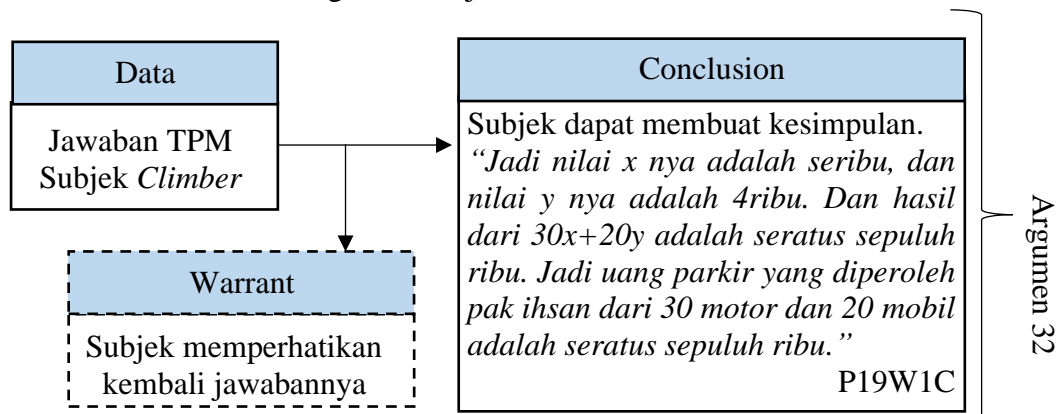 Data
Jawaban TPM
Subjek Climber
Warrant
Subjek memperhatikan
kembali jawabannya
Conclusion
Subjek dapat membuat kesimpulan.
“Jadi nilai x nya adalah seribu, dan
nilai y nya adalah 4ribu. Dan hasil
dari 30x+20y adalah seratus sepuluh
ribu. Jadi uang parkir yang diperoleh
pak ihsan dari 30 motor dan 20 mobil
adalah seratus sepuluh ribu.”
P19W1C
Argumen 32